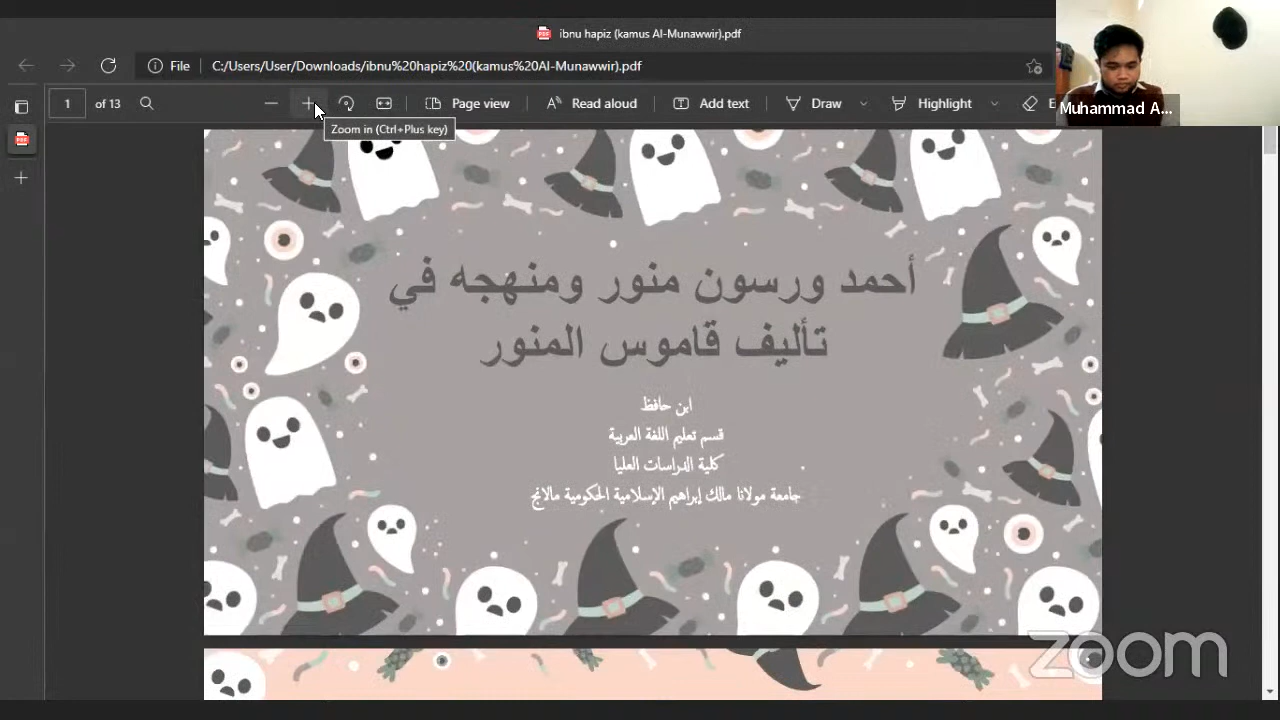 ibnu hapiz (kamus Al-Munawwir).pdf
File
C:/Users/User/Downloads/ibnu%20hapiz%20(kamus%20Al-Munawwir).pdf
Muhammad A...
1 of 13
Page view
Read aloud
Add text
Draw
Highlight
E
Zoom in (Ctrl+Plus key)
أحمد ورسون منور ومنهجه في
تأليف قاموس المنور
ابن حافظ
قسم تعليم اللغة العربية
كلية الدراسات العليا
جامعة مولانا مالك إبراهيم الإسلامية الحكومية مالانج
zoom